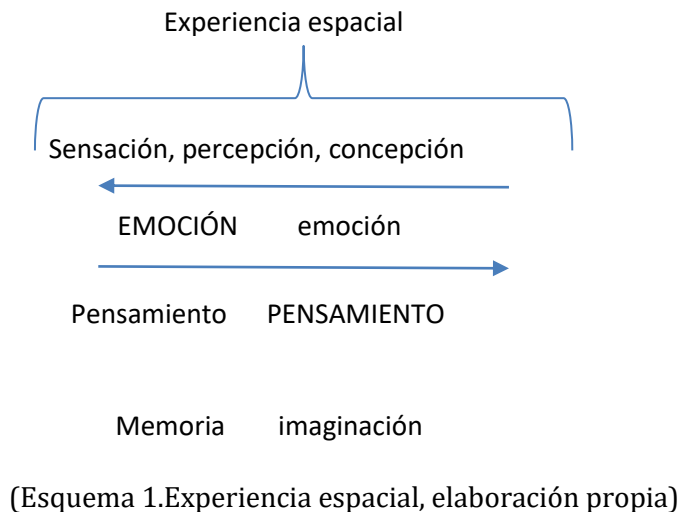 Experiencia espacial
Sensación, percepción, concepción
EMOCIÓN emoción
Pensamiento PENSAMIENTO
Memoria imaginación
(Esquema 1.Experiencia espacial, elaboración propia)